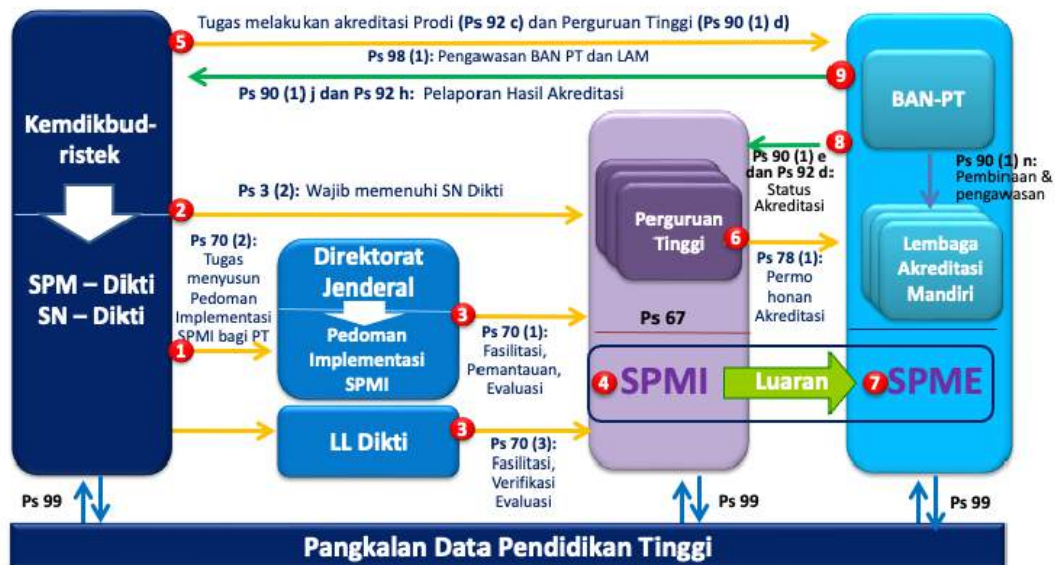 Tugas melakukan akreditasi Prodi (Ps 92 c) dan Perguruan Tinggi (Ps 90 (1) d)
5
Ps 98 (1): Pengawasan BAN PT dan LAM
9
Ps 90 (1) j dan Ps 92 h: Pelaporan Hasil Akreditasi
Kemdikbud-
ristek
SPM – Dikti
SN – Dikti
BAN-PT
8
Ps 90 (1) e
dan Ps 92 d:
Status
Akreditasi
Ps 90 (1) n:
Pembinaan &
pengawasan
Ps 3 (2): Wajib memenuhi SN Dikti
2
Perguruan
Tinggi
6
Ps 78 (1):
Permo
honan
Akreditasi
Lembaga
Akreditasi
Mandiri
Ps 70 (2):
Tugas
menyusun
Pedoman
Implementasi
SPMI bagi PT
1
Direktorat
Jenderal
Pedoman
Implementasi
SPMI
3
Ps 70 (1):
Fasilitasi,
Pemantauan,
Evaluasi
Ps 67
4
SPMI
Luaran
7
SPME
LL Dikti
3
Ps 70 (3):
Fasilitasi,
Verifikasi
Evaluasi
Ps 99
Ps 99
Ps 99
Pangkalan Data Pendidikan Tinggi